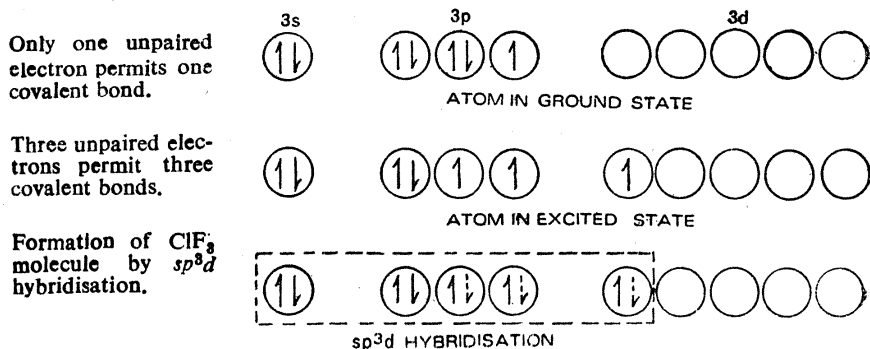 3s 3p 3d
Only one unpaired
electron permits one
covalent bond.
ATOM IN GROUND STATE
Three unpaired elec-
trons permit three
covalent bonds.
ATOM IN EXCITED STATE
Formation of ClF₃
molecule by sp³d
hybridisation.
sp³d HYBRIDISATION